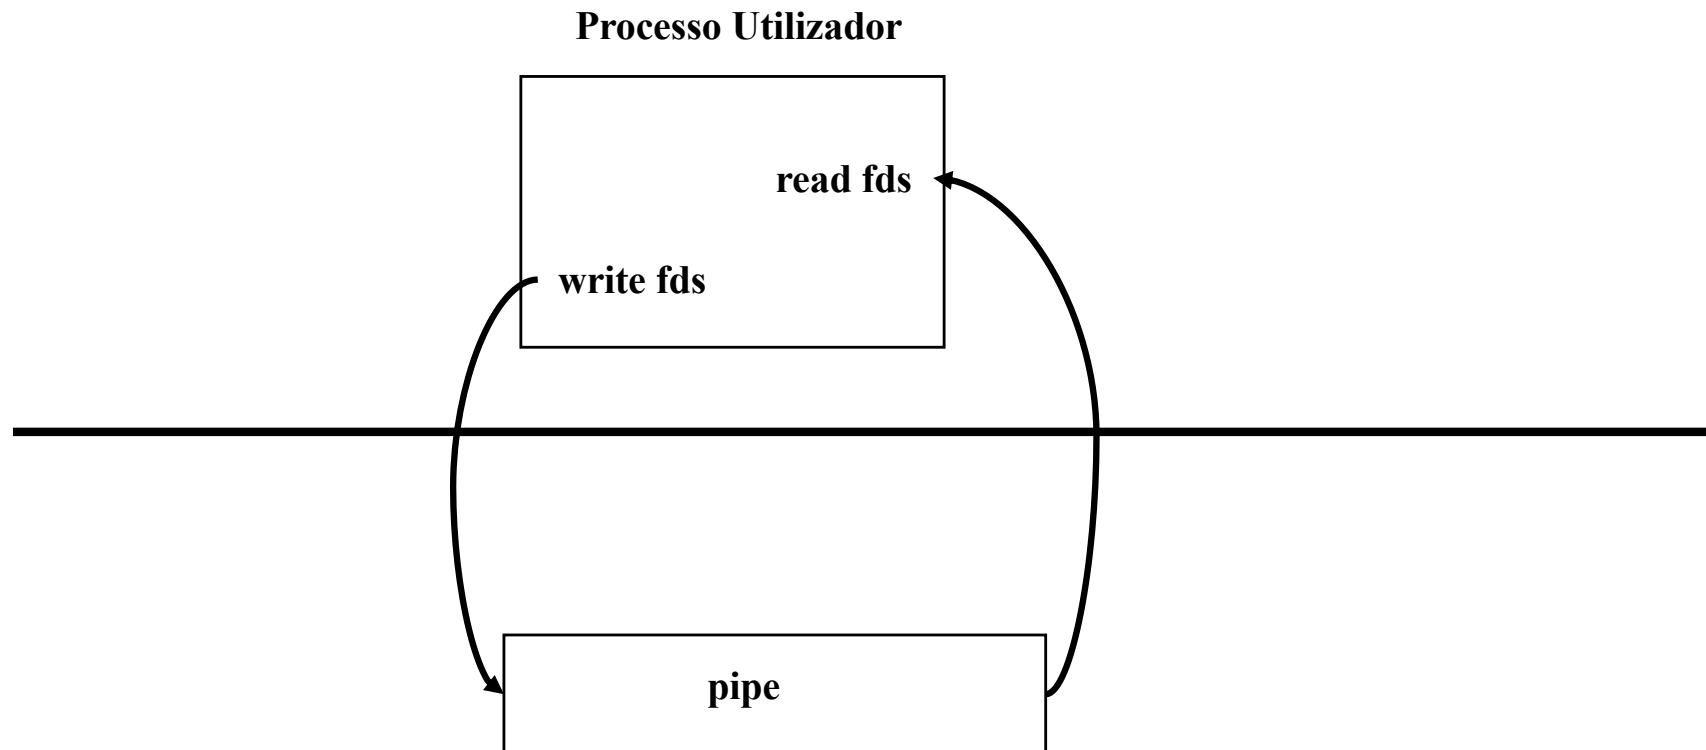 Processo Utilizador
read fds
write fds
pipe